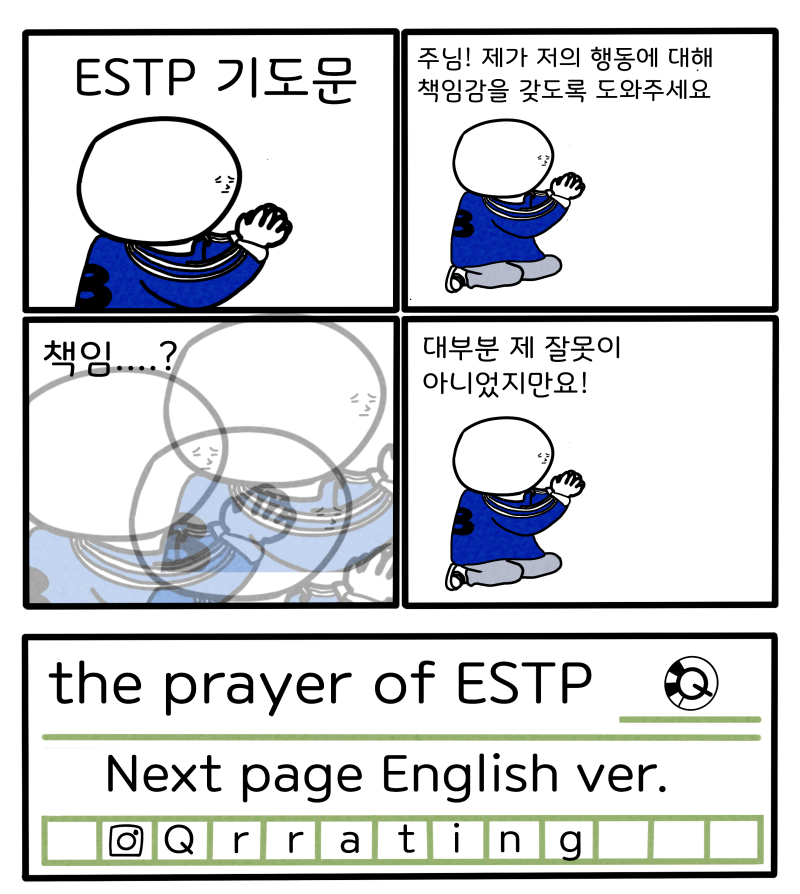 ESTP 기도문
주님! 제가 저의 행동에 대해
책임감을 갖도록 도와주세요
책임....?
대부분 제 잘못이
아니었지만요!
the prayer of ESTP
Next page English ver.
Qrrating